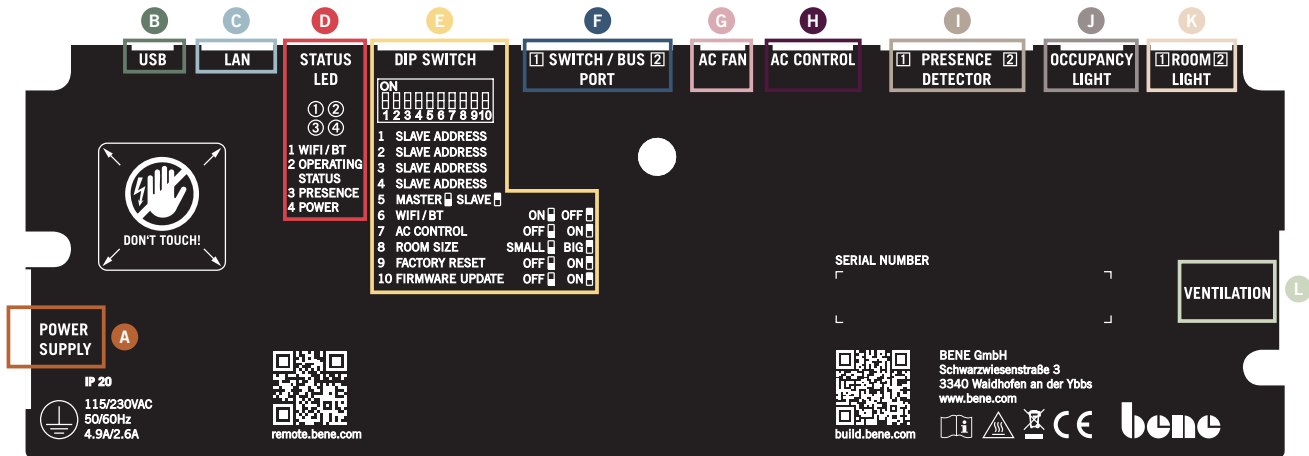 B
C
D
E
F
G
H
I
J
K
USB
LAN
STATUS
LED
① ②
③ ④
1 WIFI/BT
2 OPERATING
STATUS
3 PRESENCE
4 POWER
DIP SWITCH
ON
1 2 3 4 5 6 7 8 9 10
1 SLAVE ADDRESS
2 SLAVE ADDRESS
3 SLAVE ADDRESS
4 SLAVE ADDRESS
5 MASTER SLAVE
6 WIFI/BT ON OFF
7 AC CONTROL OFF ON
8 ROOM SIZE SMALL BIG
9 FACTORY RESET OFF ON
10 FIRMWARE UPDATE OFF ON
1 SWITCH / BUS 2
PORT
AC FAN
AC CONTROL
1 PRESENCE 2
DETECTOR
OCCUPANCY
LIGHT
1 ROOM 2
LIGHT
DON'T TOUCH!
SERIAL NUMBER
VENTILATION
L
POWER
SUPPLY
A
IP 20
115/230VAC
50/60Hz
4.9A/2.6A
remote.bene.com
build.bene.com
BENE GmbH
Schwarzwiesenstraße 3
3340 Waidhofen an der Ybbs
www.bene.com
i
CE
bene